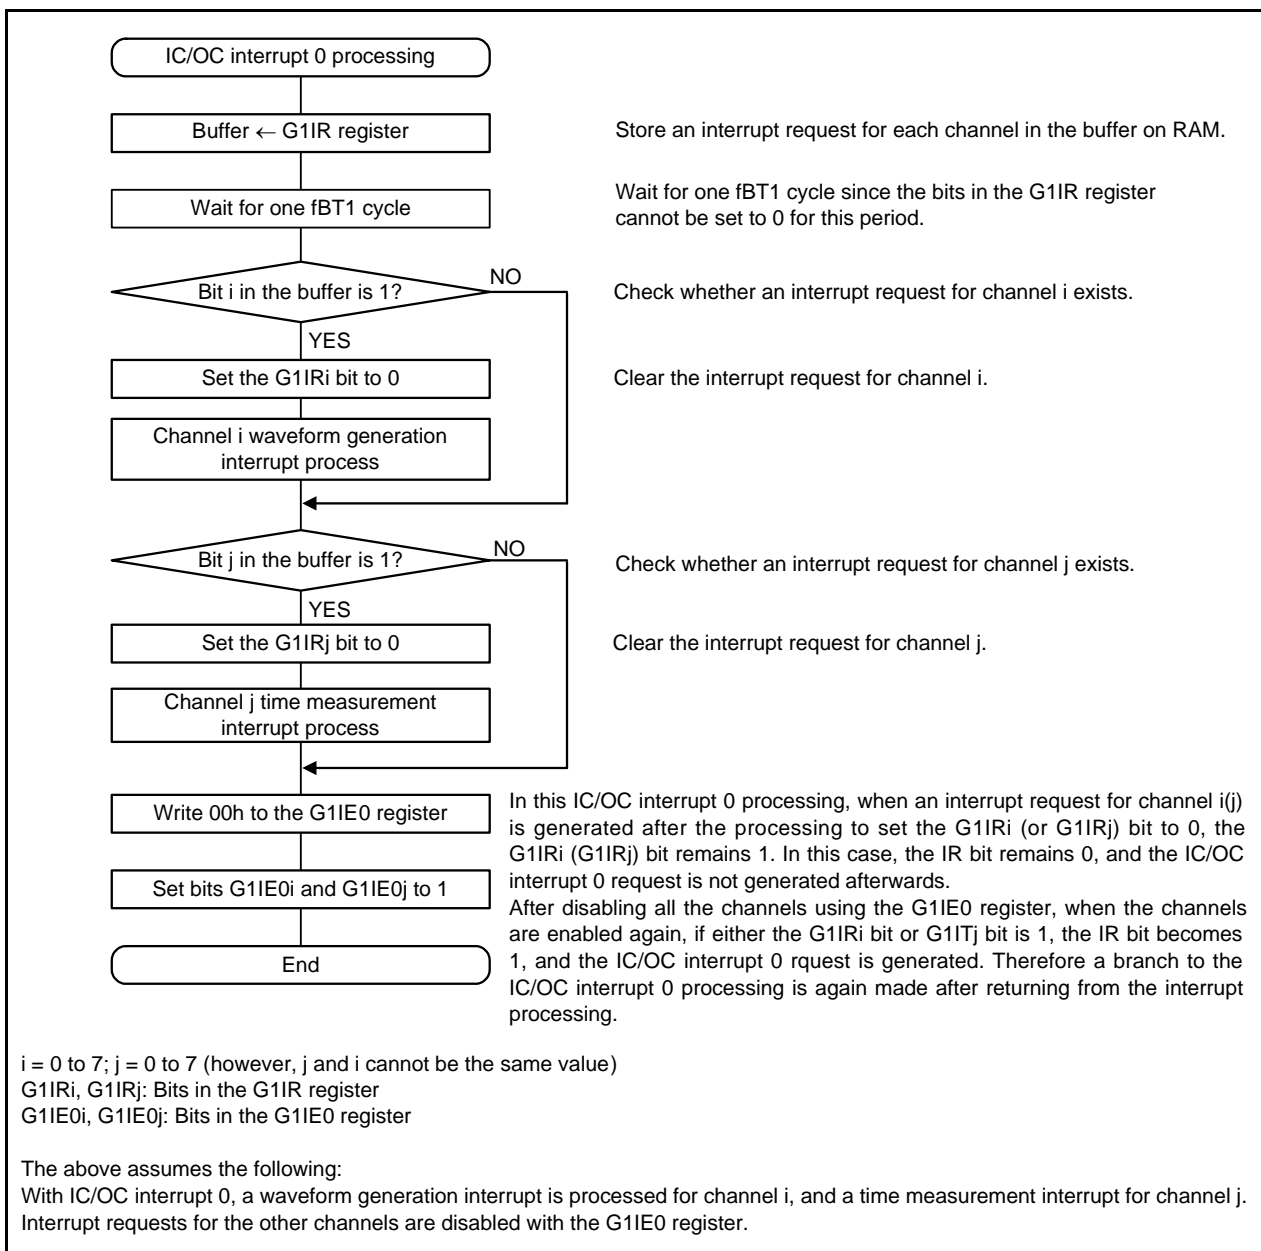 IC/OC interrupt 0 processing
Buffer ← G1IR register
Store an interrupt request for each channel in the buffer on RAM.
Wait for one fBT1 cycle
Wait for one fBT1 cycle since the bits in the G1IR register
cannot be set to 0 for this period.
Bit i in the buffer is 1?
NO
Check whether an interrupt request for channel i exists.
YES
Set the G1IRi bit to 0
Clear the interrupt request for channel i.
Channel i waveform generation
interrupt process
Bit j in the buffer is 1?
NO
Check whether an interrupt request for channel j exists.
YES
Set the G1IRj bit to 0
Clear the interrupt request for channel j.
Channel j time measurement
interrupt process
Write 00h to the G1IE0 register
Set bits G1IE0i and G1IE0j to 1
End
In this IC/OC interrupt 0 processing, when an interrupt request for channel i(j)
is generated after the processing to set the G1IRi (or G1IRj) bit to 0, the
G1IRi (G1IRj) bit remains 1. In this case, the IR bit remains 0, and the IC/OC
interrupt 0 request is not generated afterwards.
After disabling all the channels using the G1IE0 register, when the channels
are enabled again, if either the G1IRi bit or G1ITj bit is 1, the IR bit becomes
1, and the IC/OC interrupt 0 rquest is generated. Therefore a branch to the
IC/OC interrupt 0 processing is again made after returning from the interrupt
processing.
i = 0 to 7; j = 0 to 7 (however, j and i cannot be the same value)
G1IRi, G1IRj: Bits in the G1IR register
G1IE0i, G1IE0j: Bits in the G1IE0 register
The above assumes the following:
With IC/OC interrupt 0, a waveform generation interrupt is processed for channel i, and a time measurement interrupt for channel j.
Interrupt requests for the other channels are disabled with the G1IE0 register.